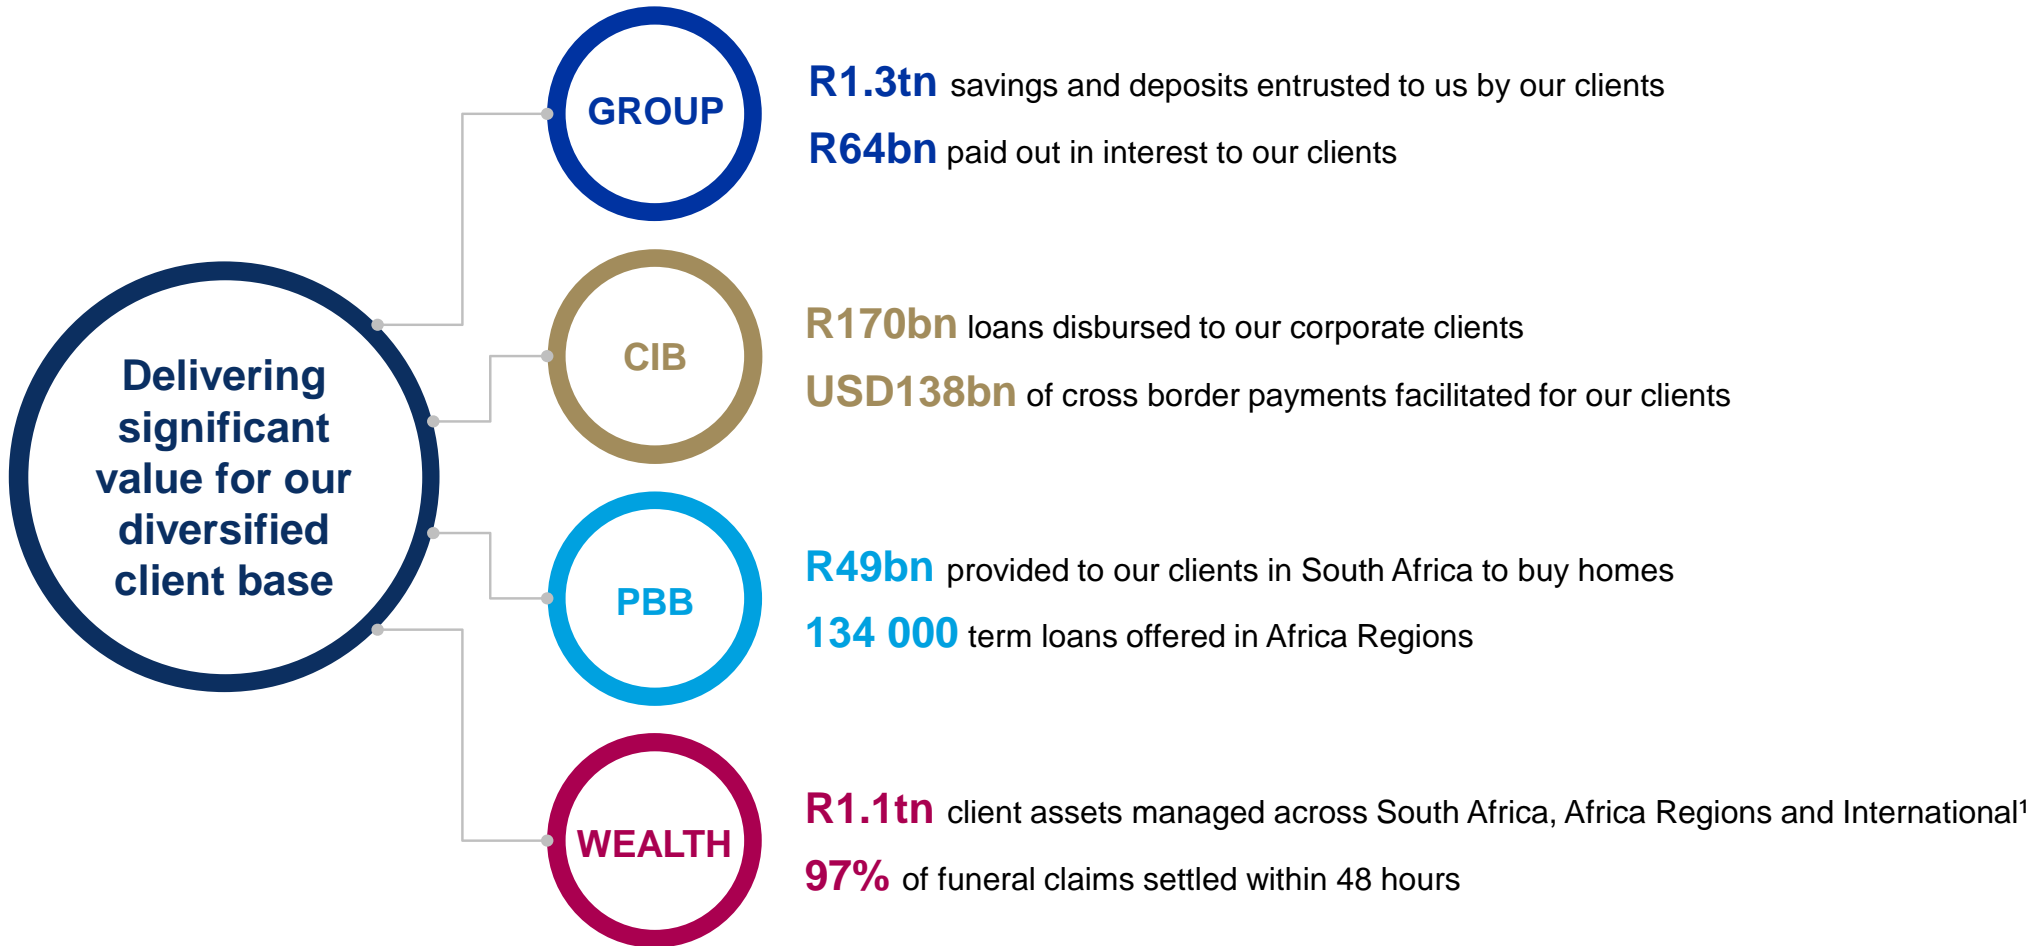 Delivering
significant
value for our
diversified
client base
GROUP
R1.3tn savings and deposits entrusted to us by our clients
R64bn paid out in interest to our clients
CIB
R170bn loans disbursed to our corporate clients
USD138bn of cross border payments facilitated for our clients
PBB
R49bn provided to our clients in South Africa to buy homes
134 000 term loans offered in Africa Regions
WEALTH
R1.1tn client assets managed across South Africa, Africa Regions and International¹
97% of funeral claims settled within 48 hours